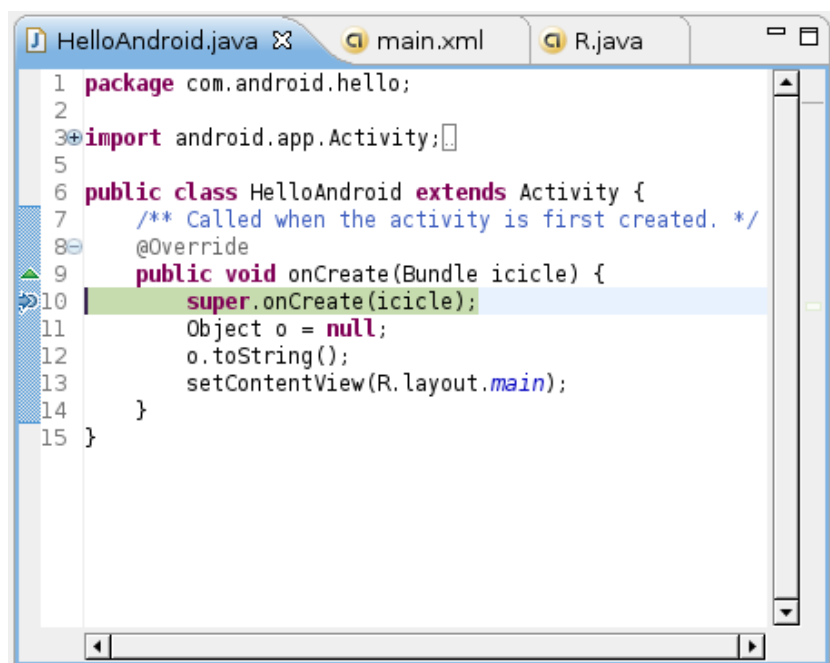 HelloAndroid.java main.xml R.java
1 package com.android.hello;
2
3 import android.app.Activity;
5
6 public class HelloAndroid extends Activity {
7 /** Called when the activity is first created. */
8 @Override
9 public void onCreate(Bundle icicle) {
10 super.onCreate(icicle);
11 Object o = null;
12 o.toString();
13 setContentView(R.layout.main);
14 }
15 }